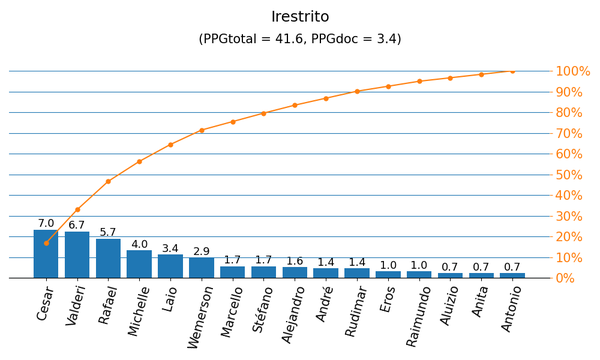 Irestrito
(PPGtotal = 41.6, PPGdoc = 3.4)
100%
90%
80%
70%
60%
50%
40%
30%
20%
10%
0%
7.0 6.7 5.7 4.0 3.4 2.9 1.7 1.7 1.6 1.4 1.4 1.0 1.0 0.7 0.7 0.7
Cesar
Valderi
Rafael
Michelle
Laio
Wemerson
Marcello
Stéfano
Alejandro
André
Rudimar
Eros
Raimundo
Aluizio
Anita
Antonio